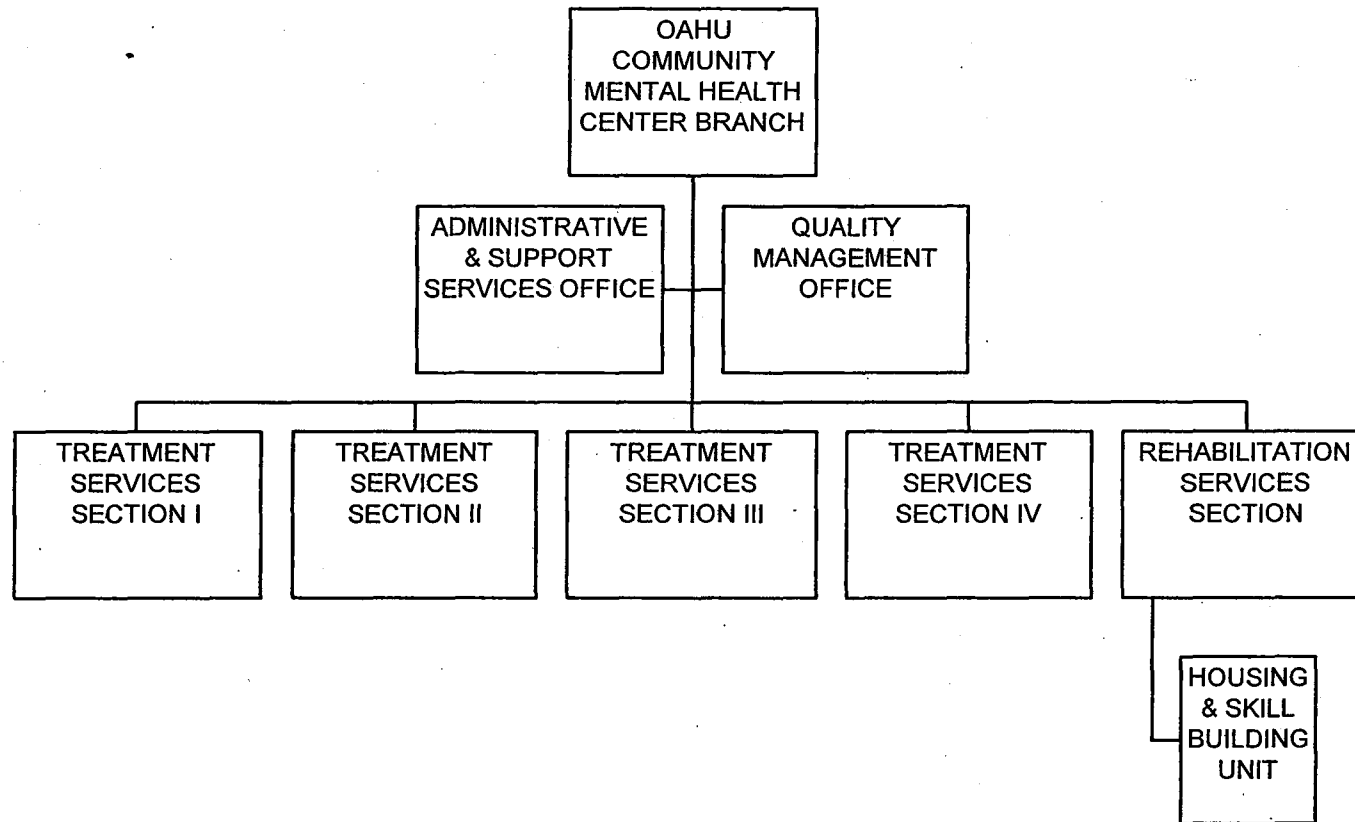 OAHU
COMMUNITY
MENTAL HEALTH
CENTER BRANCH
ADMINISTRATIVE
& SUPPORT
SERVICES OFFICE
QUALITY
MANAGEMENT
OFFICE
TREATMENT
SERVICES
SECTION I
TREATMENT
SERVICES
SECTION II
TREATMENT
SERVICES
SECTION III
TREATMENT
SERVICES
SECTION IV
REHABILITATION
SERVICES
SECTION
HOUSING
& SKILL
BUILDING
UNIT